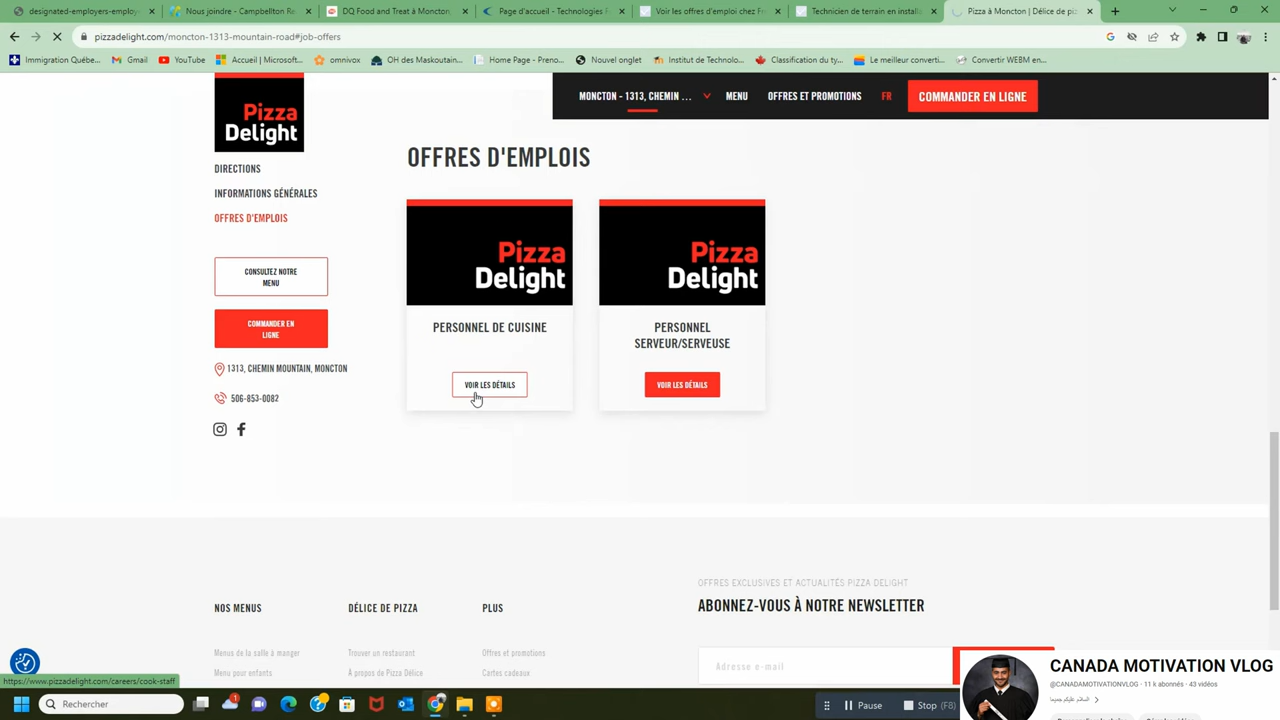 designated-employers-employ
Nous joindre - Campbellton Ra
DQ Food and Treat à Moncton,
Page d'accueil - Technologies F
Voir les offres d'emploi chez Fr
Technicien de terrain en install
Pizza à Moncton | Délice de piz
pizzadelight.com/moncton-1313-mountain-road#job-offers
Immigration Québe...
Gmail
YouTube
Accueil | Microsoft...
omnivox
OH des Maskoutain...
Home Page - Preno...
Nouvel onglet
Institut de Technolo...
Classification du ty...
Le meilleur converti...
Convertir WEBM en...
Pizza
Delight
MONCTON - 1313, CHEMIN ...
MENU
OFFRES ET PROMOTIONS
FR
COMMANDER EN LIGNE
DIRECTIONS
INFORMATIONS GÉNÉRALES
OFFRES D'EMPLOIS
CONSULTEZ NOTRE
MENU
COMMANDER EN
LIGNE
1313, CHEMIN MOUNTAIN, MONCTON
506-853-0082
OFFRES D'EMPLOIS
Pizza
Delight
PERSONNEL DE CUISINE
VOIR LES DÉTAILS
Pizza
Delight
PERSONNEL
SERVEUR/SERVEUSE
VOIR LES DÉTAILS
NOS MENUS
Menus de la salle à manger
Menu pour enfants
DÉLICE DE PIZZA
Trouver un restaurant
À propos de Pizza Délice
PLUS
Offres et promotions
Cartes cadeaux
OFFRES EXCLUSIVES ET ACTUALITÉS PIZZA DELIGHT
ABONNEZ-VOUS À NOTRE NEWSLETTER
Adresse e-mail
https://www.pizzadelight.com/careers/cook-staff
CANADA MOTIVATION VLOG
@CANADAMOTIVATIONVLOG · 11 k abonnés · 43 vidéos
السلام عليكم جميعا
Rechercher
1
Pause
Stop (F8)